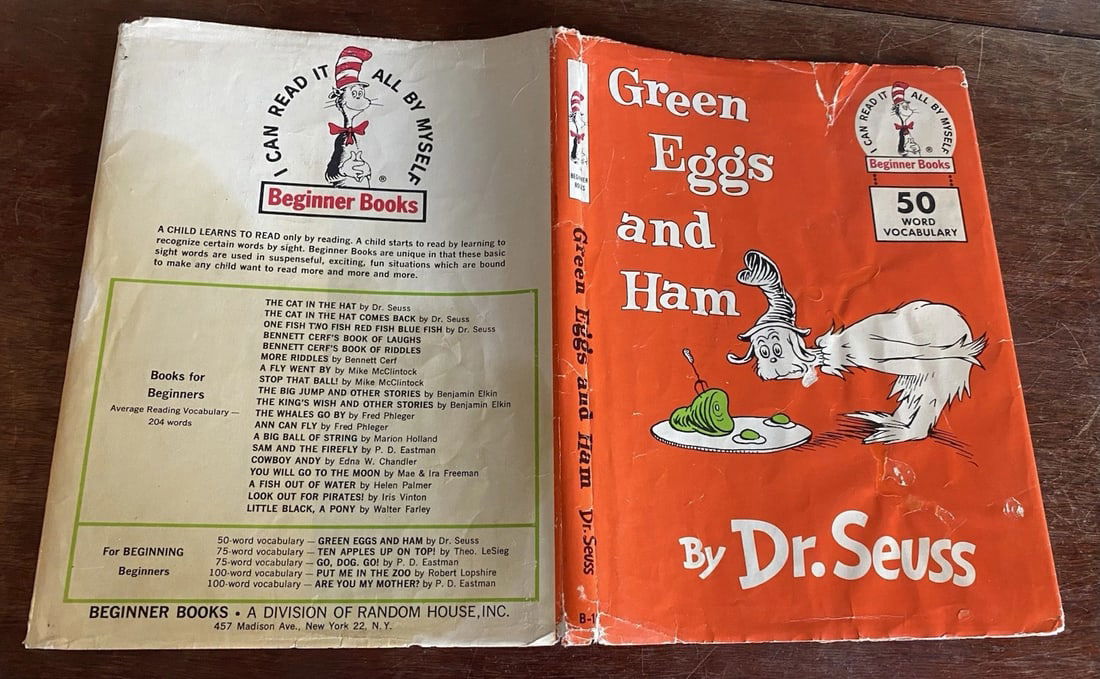 I CAN READ IT ALL BY MYSELF
®
Beginner Books
A CHILD LEARNS TO READ only by reading. A child starts to read by learning to
recognize certain words by sight. Beginner Books are unique in that these basic
sight words are used in suspenseful, exciting, fun situations which are bound
to make any child want to read more and more and more.
Books for
Beginners
Average Reading Vocabulary —
204 words
THE CAT IN THE HAT by Dr. Seuss
THE CAT IN THE HAT COMES BACK by Dr. Seuss
ONE FISH TWO FISH RED FISH BLUE FISH by Dr. Seuss
BENNETT CERF'S BOOK OF LAUGHS
BENNETT CERF'S BOOK OF RIDDLES
MORE RIDDLES by Bennett Cerf
A FLY WENT BY by Mike McClintock
STOP THAT BALL! by Mike McClintock
THE BIG JUMP AND OTHER STORIES by Benjamin Elkin
THE KING'S WISH AND OTHER STORIES by Benjamin Elkin
THE WHALES GO BY by Fred Phleger
ANN CAN FLY by Fred Phleger
A BIG BALL OF STRING by Marion Holland
SAM AND THE FIREFLY by P. D. Eastman
COWBOY ANDY by Edna W. Chandler
YOU WILL GO TO THE MOON by Mae & Ira Freeman
A FISH OUT OF WATER by Helen Palmer
LOOK OUT FOR PIRATES! by Iris Vinton
LITTLE BLACK, A PONY by Walter Farley
For BEGINNING
Beginners
50-word vocabulary — GREEN EGGS AND HAM by Dr. Seuss
75-word vocabulary — TEN APPLES UP ON TOP! by Theo. LeSieg
75-word vocabulary — GO, DOG. GO! by P. D. Eastman
100-word vocabulary — PUT ME IN THE ZOO by Robert Lopshire
100-word vocabulary — ARE YOU MY MOTHER? by P. D. Eastman
BEGINNER BOOKS • A DIVISION OF RANDOM HOUSE, INC.
457 Madison Ave., New York 22, N. Y.
BEGINNER
BOOKS
Green Eggs and Ham Dr. Seuss
Green
Eggs
and
Ham
I CAN READ IT ALL BY MYSELF
®
Beginner Books
50
WORD
VOCABULARY
By Dr. Seuss